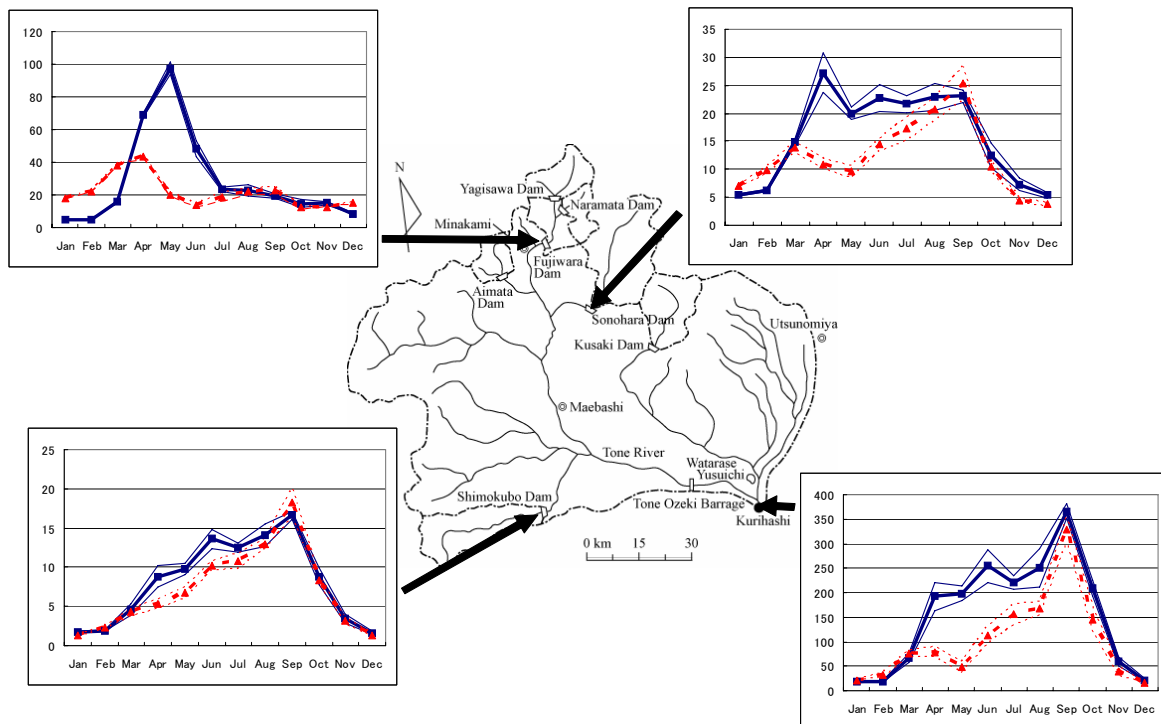 120
100
80
60
40
20
0
Jan Feb Mar Apr May Jun Jul Aug Sep Oct Nov Dec
35
30
25
20
15
10
5
0
Jan Feb Mar Apr May Jun Jul Aug Sep Oct Nov Dec
N
Yagisawa Dam
Naramata Dam
Minakami
Fujiwara
Dam
Aimata
Dam
Sonohara Dam
Utsunomiya
Kusaki Dam
Maebashi
Tone River
Watarase
Yusuichi
Shimokubo Dam
Tone Ozeki Barrage
Kurihashi
0 km 15 30
25
20
15
10
5
0
Jan Feb Mar Apr May Jun Jul Aug Sep Oct Nov Dec
400
350
300
250
200
150
100
50
0
Jan Feb Mar Apr May Jun Jul Aug Sep Oct Nov Dec